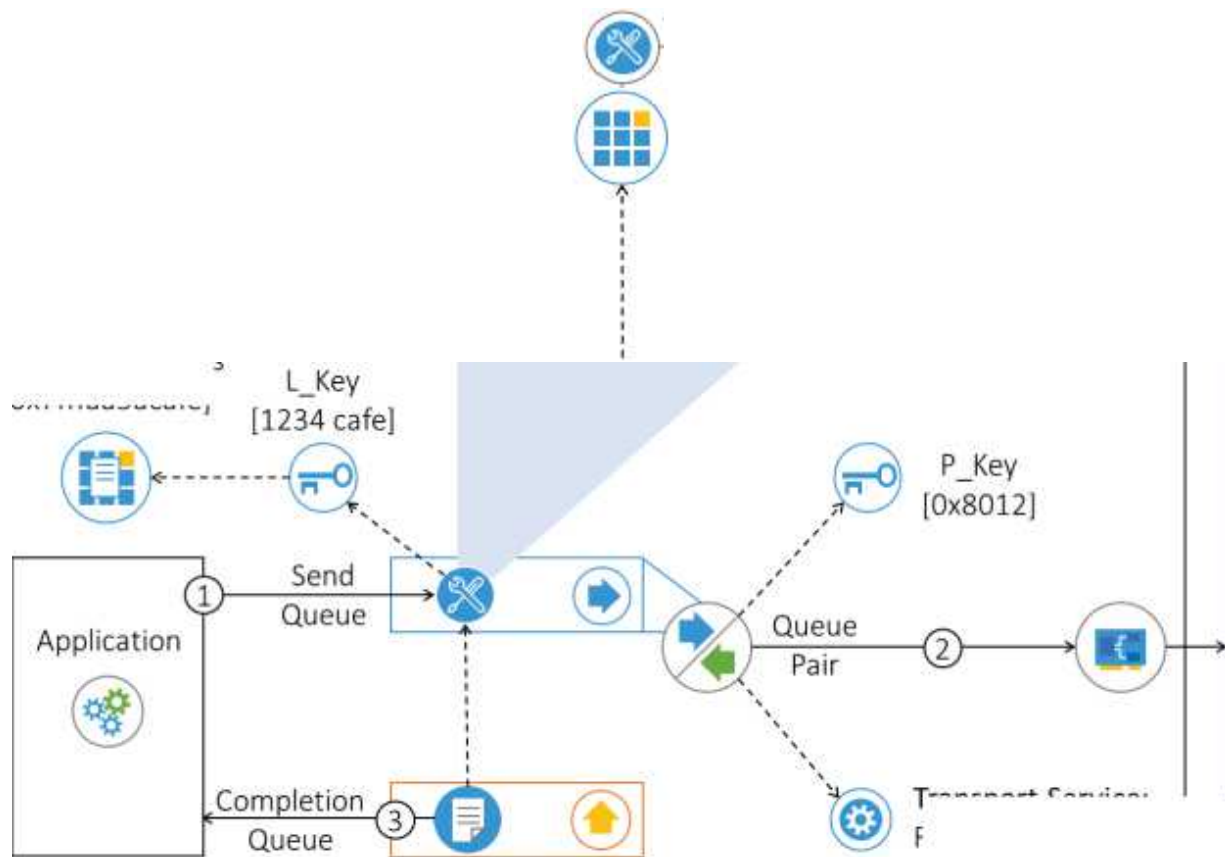 L_Key
[1234 cafe]
P_Key
[0x8012]
1
Send
Queue
Application
Queue
Pair
2
Completion
Queue
3